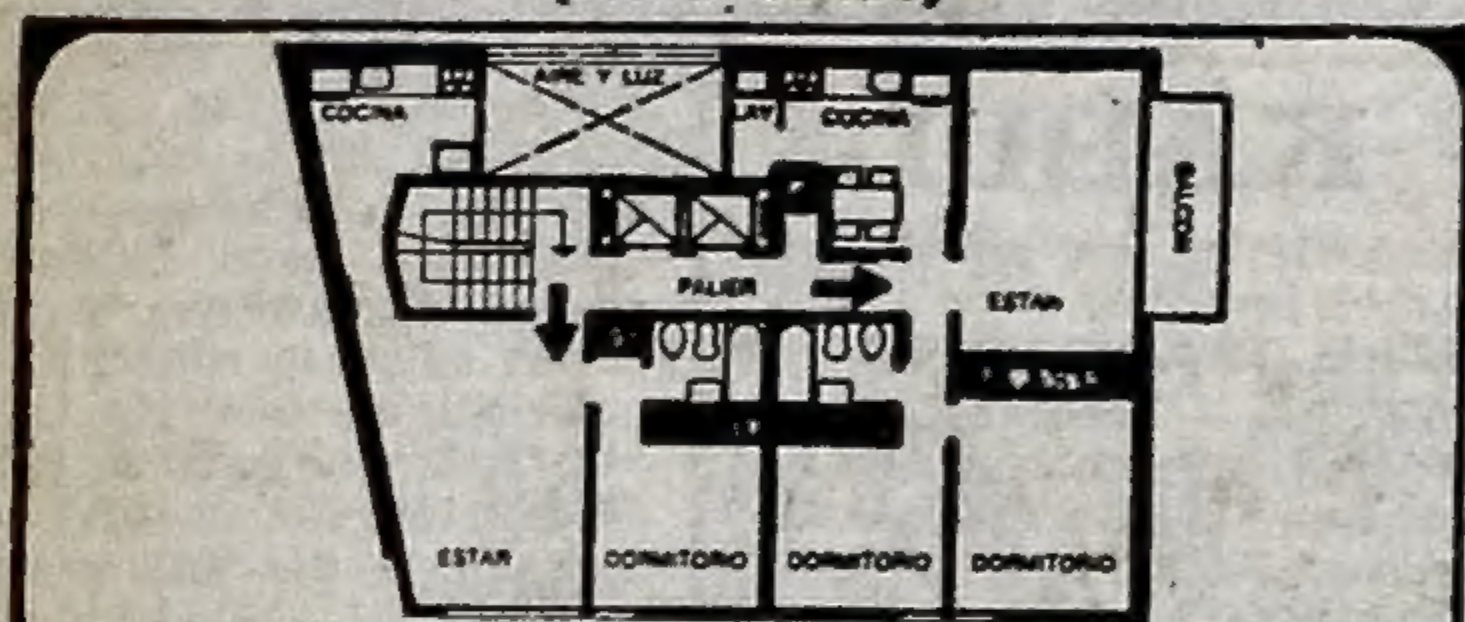 AIRE Y LUZ
COCINA
LAV.
COCINA
BALCON
PALIER
ESTAR
ESTAR
DORMITORIO
DORMITORIO
DORMITORIO